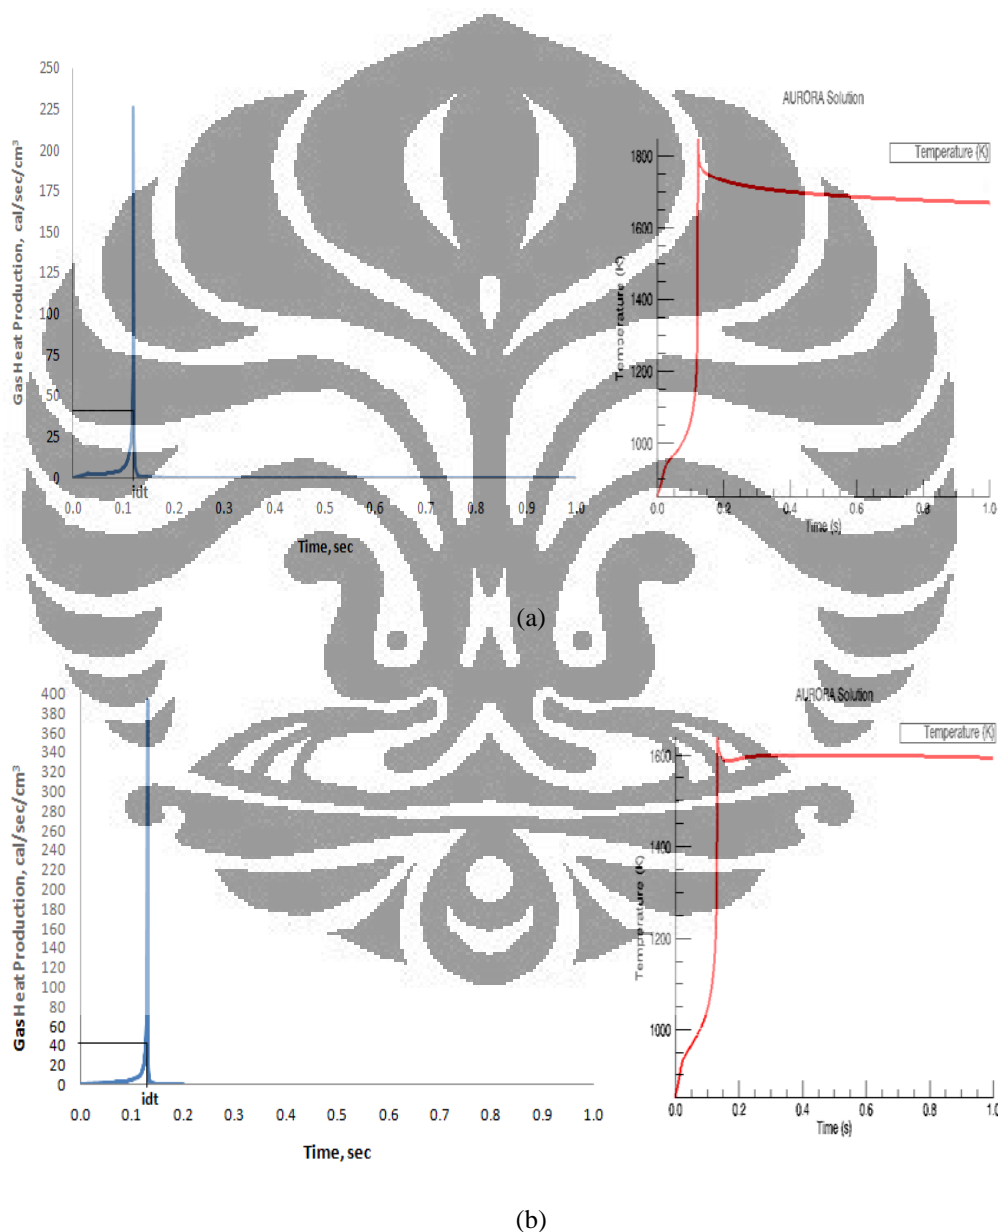 250
225
200
175
150
125
100
75
50
25
0
Gas Heat Production, cal/sec/cm³
idt
0.0 0.1 0.2 0.3 0.4 0.5 0.6 0.7 0.8 0.9 1.0
Time, sec
AURORA Solution
Temperature (K)
1800
1600
1400
1200
1000
Temperature (K)
0.0 0.2 0.4 0.6 0.8 1.0
Time (s)
(a)
400
380
360
340
320
300
280
260
240
220
200
180
160
140
120
100
80
60
40
20
0
Gas Heat Production, cal/sec/cm³
idt
0.0 0.1 0.2 0.3 0.4 0.5 0.6 0.7 0.8 0.9 1.0
Time, sec
AURORA Solution
Temperature (K)
1600
1400
1200
1000
Temperature (K)
0.0 0.2 0.4 0.6 0.8 1.0
Time (s)
(b)